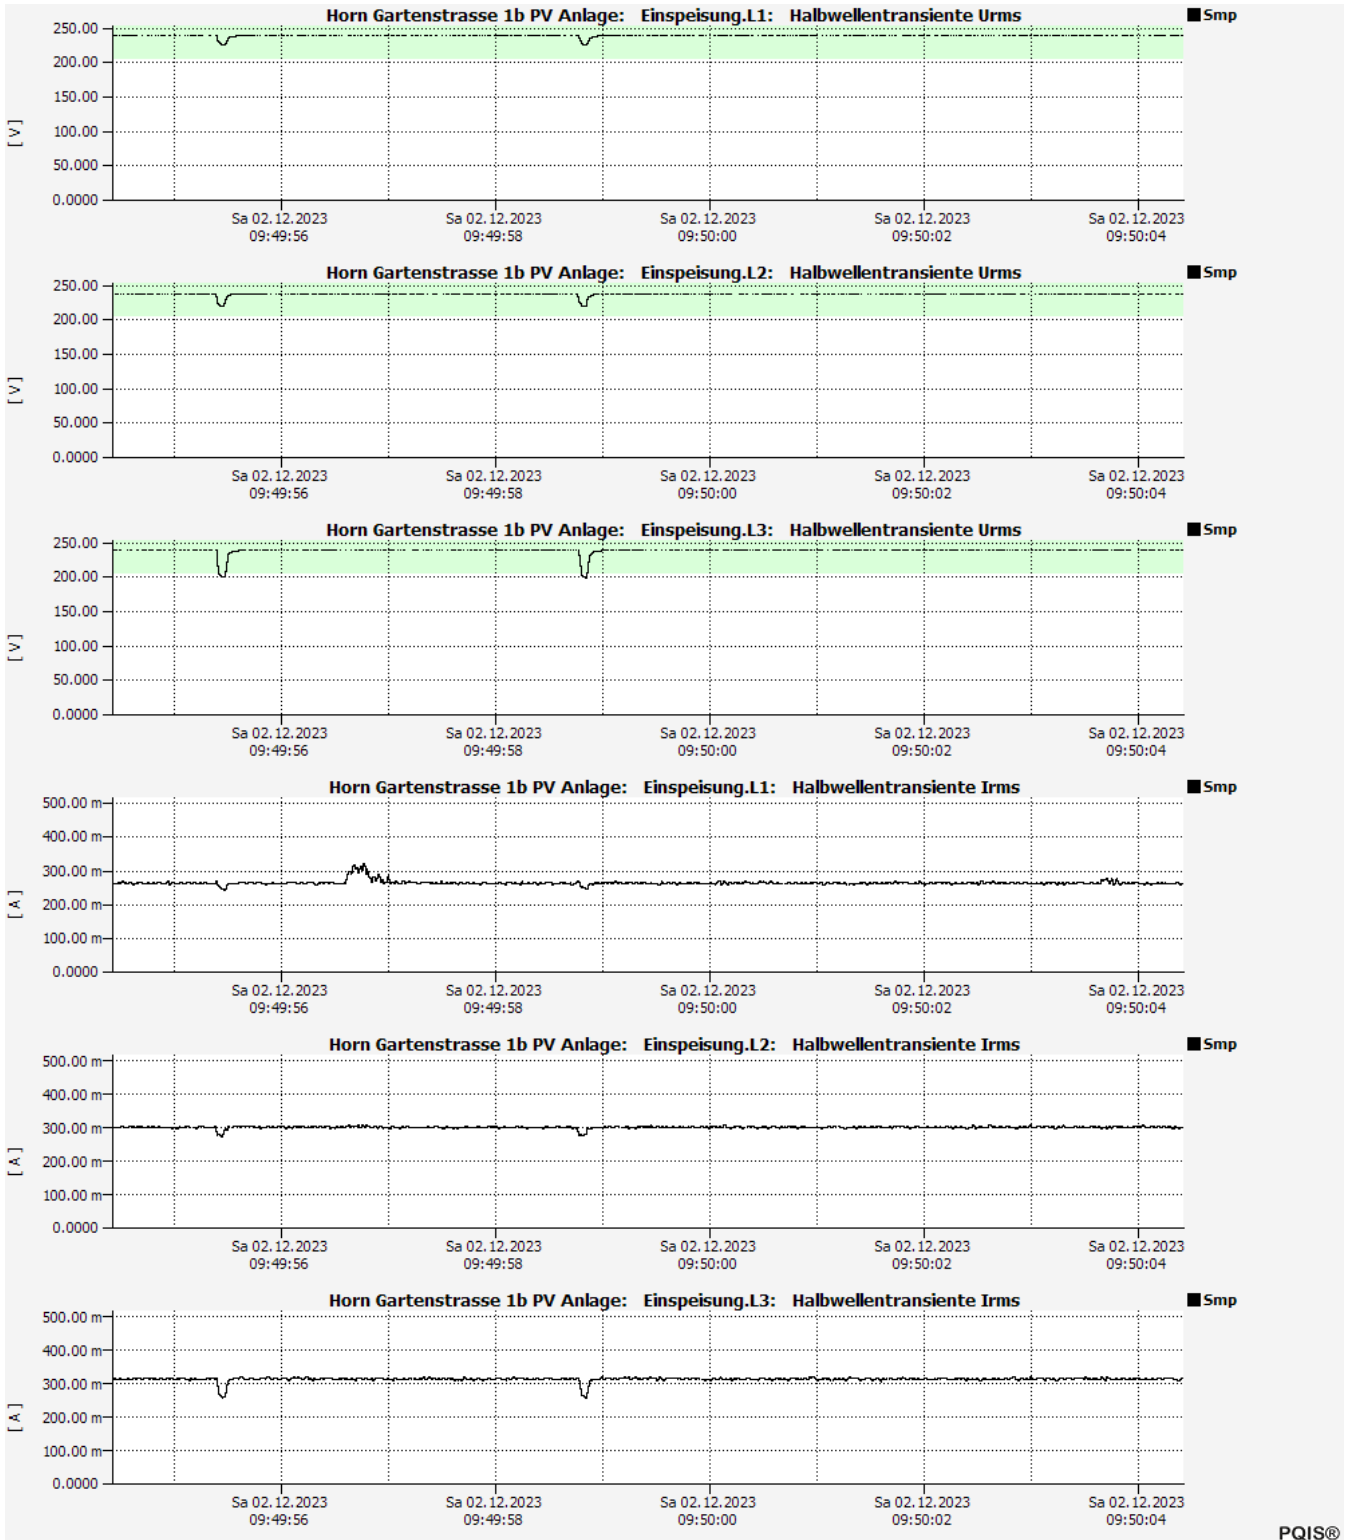 Horn Gartenstrasse 1b PV Anlage: Einspeisung.L1: Halbwellentransiente Urms
Smp
250.00
200.00
150.00
100.00
50.000
0.0000
[ V ]
Sa 02.12.2023 Sa 02.12.2023 Sa 02.12.2023 Sa 02.12.2023 Sa 02.12.2023
09:49:56 09:49:58 09:50:00 09:50:02 09:50:04
Horn Gartenstrasse 1b PV Anlage: Einspeisung.L2: Halbwellentransiente Urms
Smp
250.00
200.00
150.00
100.00
50.000
0.0000
[ V ]
Sa 02.12.2023 Sa 02.12.2023 Sa 02.12.2023 Sa 02.12.2023 Sa 02.12.2023
09:49:56 09:49:58 09:50:00 09:50:02 09:50:04
Horn Gartenstrasse 1b PV Anlage: Einspeisung.L3: Halbwellentransiente Urms
Smp
250.00
200.00
150.00
100.00
50.000
0.0000
[ V ]
Sa 02.12.2023 Sa 02.12.2023 Sa 02.12.2023 Sa 02.12.2023 Sa 02.12.2023
09:49:56 09:49:58 09:50:00 09:50:02 09:50:04
Horn Gartenstrasse 1b PV Anlage: Einspeisung.L1: Halbwellentransiente Irms
Smp
500.00 m
400.00 m
300.00 m
200.00 m
100.00 m
0.0000
[ A ]
Sa 02.12.2023 Sa 02.12.2023 Sa 02.12.2023 Sa 02.12.2023 Sa 02.12.2023
09:49:56 09:49:58 09:50:00 09:50:02 09:50:04
Horn Gartenstrasse 1b PV Anlage: Einspeisung.L2: Halbwellentransiente Irms
Smp
500.00 m
400.00 m
300.00 m
200.00 m
100.00 m
0.0000
[ A ]
Sa 02.12.2023 Sa 02.12.2023 Sa 02.12.2023 Sa 02.12.2023 Sa 02.12.2023
09:49:56 09:49:58 09:50:00 09:50:02 09:50:04
Horn Gartenstrasse 1b PV Anlage: Einspeisung.L3: Halbwellentransiente Irms
Smp
500.00 m
400.00 m
300.00 m
200.00 m
100.00 m
0.0000
[ A ]
Sa 02.12.2023 Sa 02.12.2023 Sa 02.12.2023 Sa 02.12.2023 Sa 02.12.2023
09:49:56 09:49:58 09:50:00 09:50:02 09:50:04
PQIS®